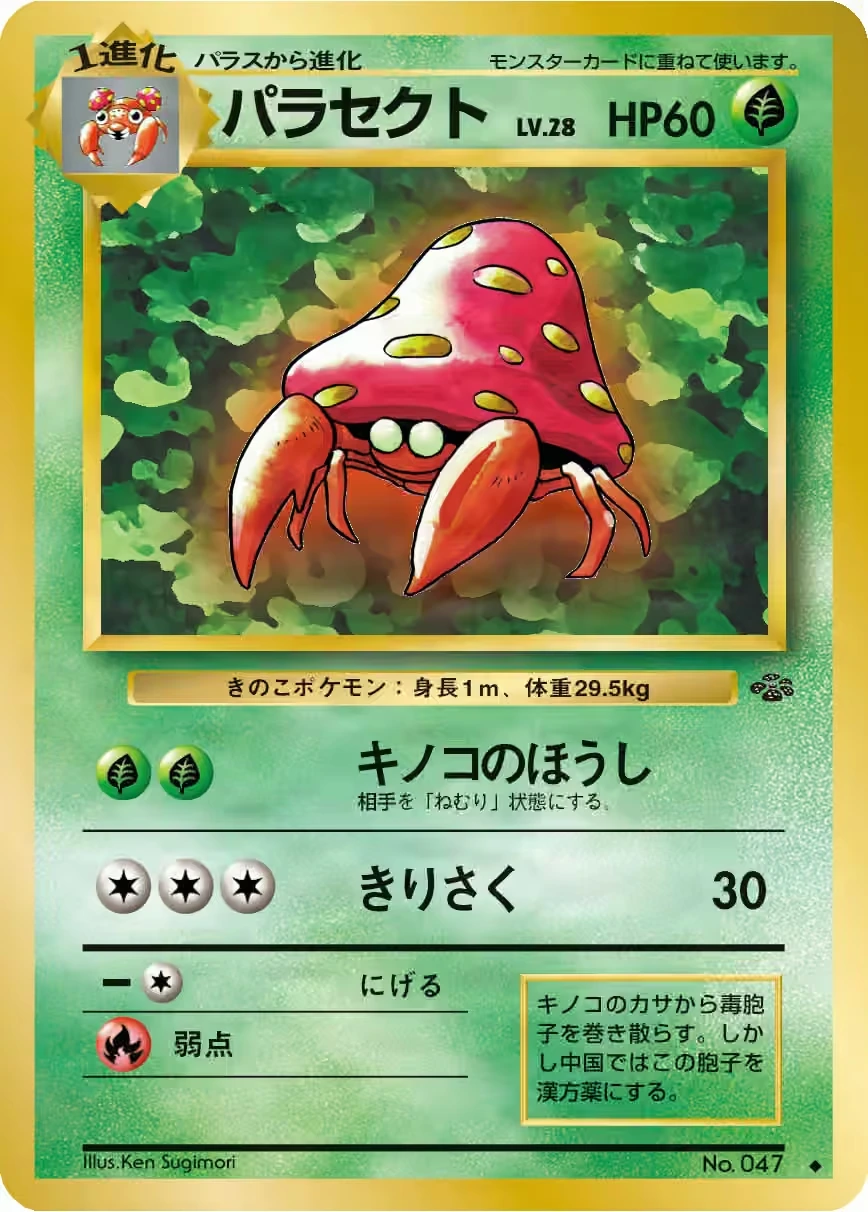 1進化
パラスから進化
モンスターカードに重ねて使います。
パラセクト LV.28 HP60
きのこポケモン：身長1m、体重29.5kg
キノコのほうし
相手を「ねむり」状態にする。
きりさく 30
にげる
弱点
キノコのカサから毒胞
子を巻き散らす。しか
し中国ではこの胞子を
漢方薬にする。
Illus.Ken Sugimori
No. 047